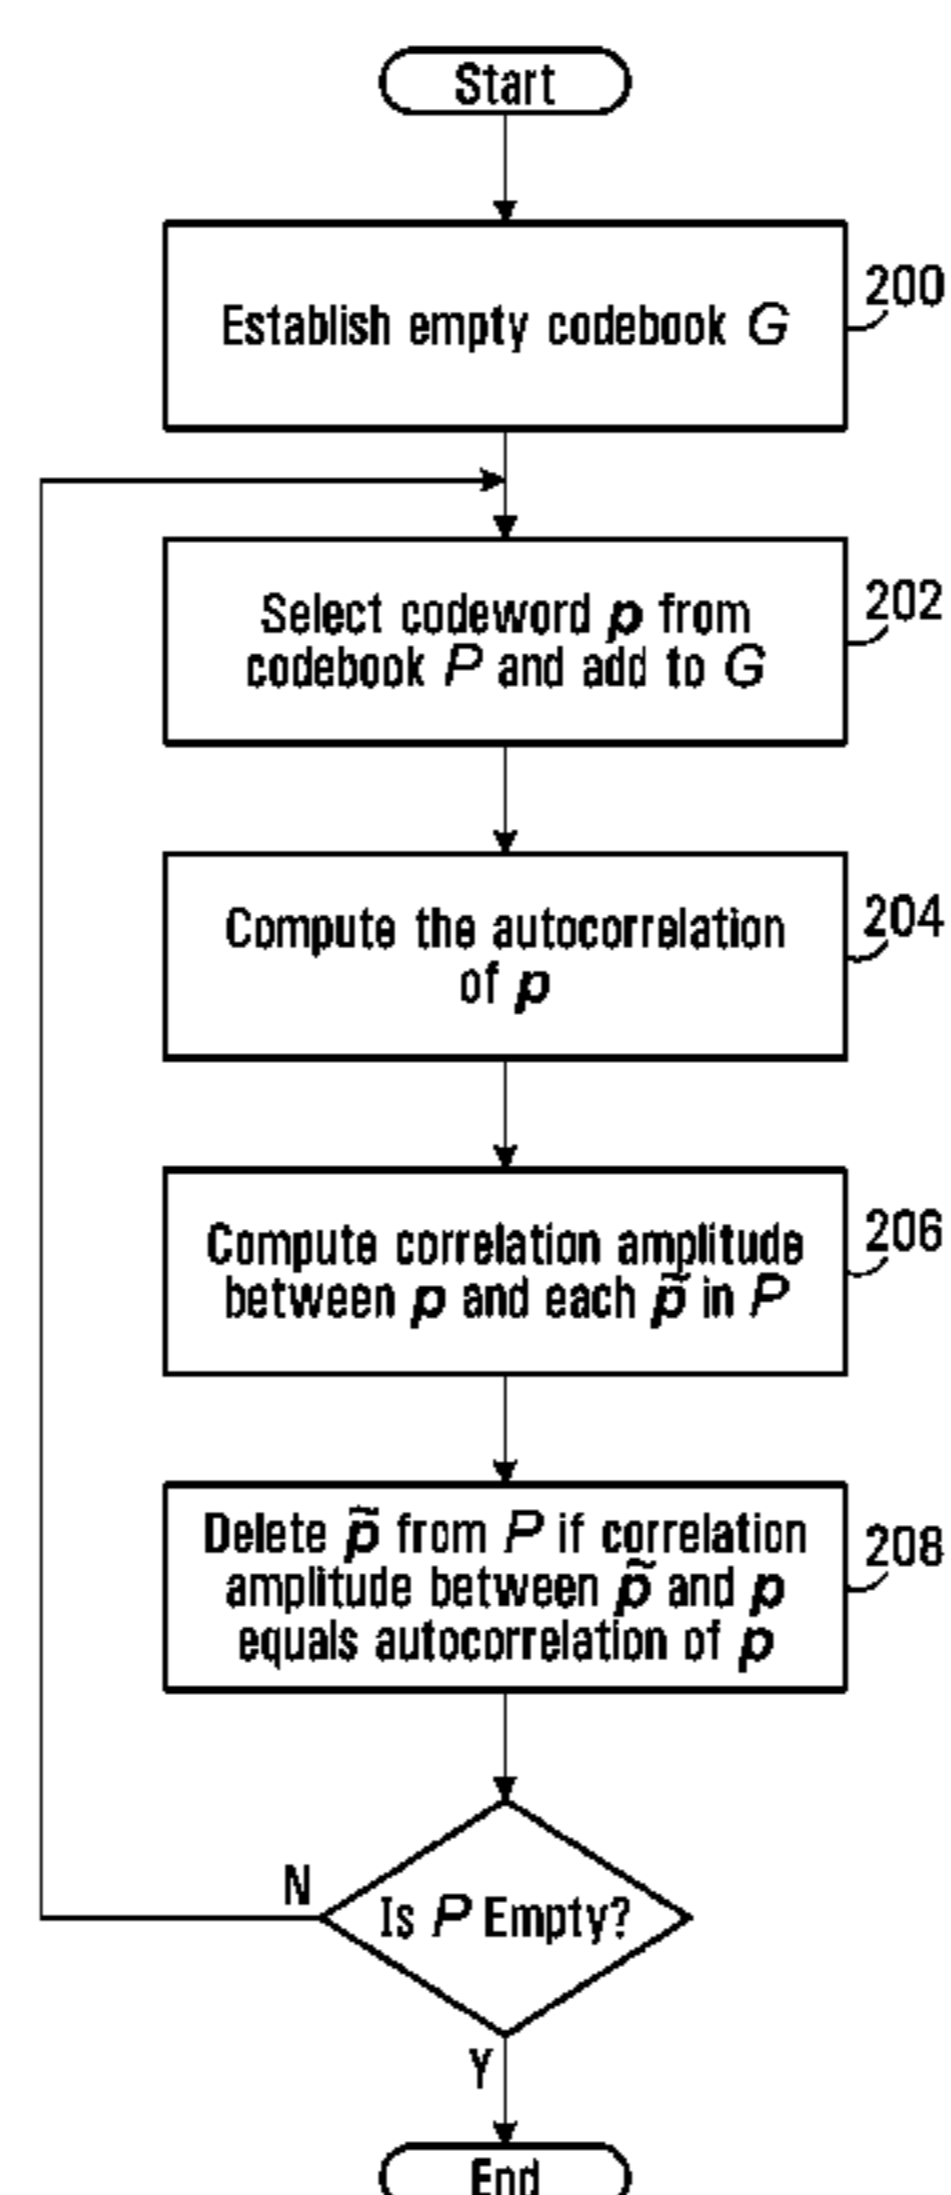 Start
Establish empty codebook G
200
Select codeword p from
codebook P and add to G
202
Compute the autocorrelation
of p
204
Compute correlation amplitude
between p and each p̃ in P
206
Delete p̃ from P if correlation
amplitude between p̃ and p
equals autocorrelation of p
208
N
Is P Empty?
Y
End